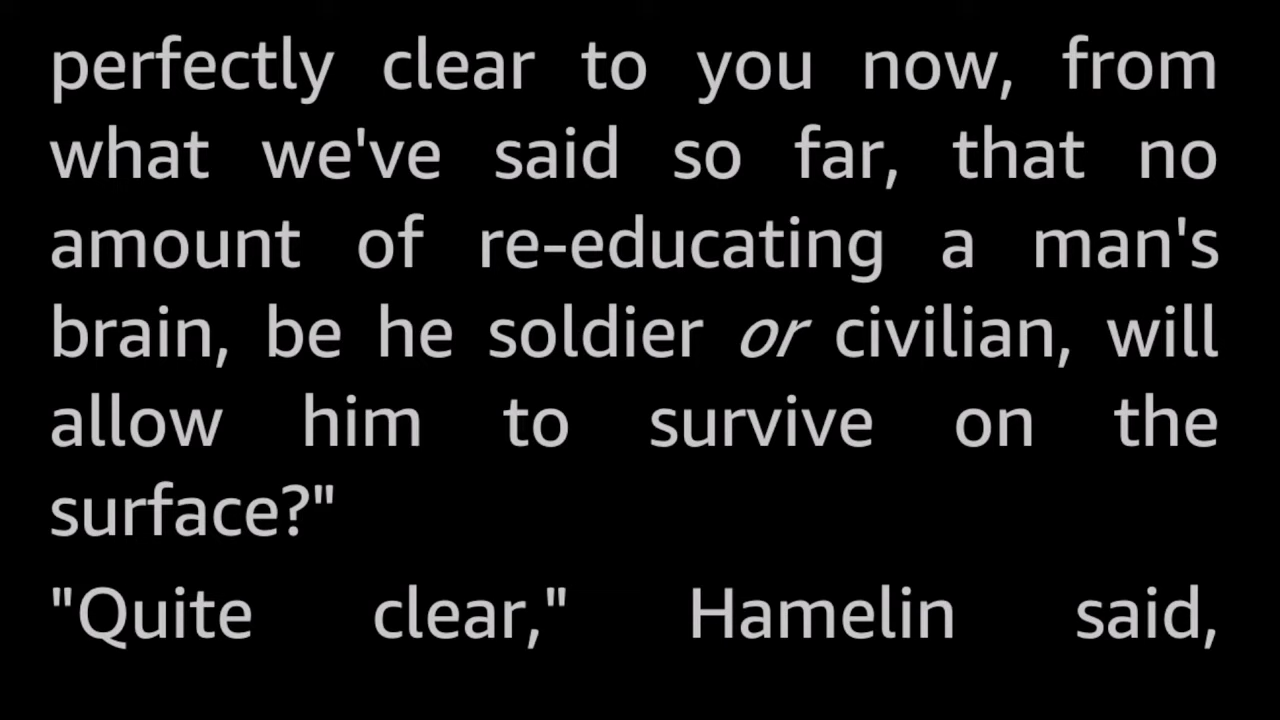 perfectly clear to you now, from
what we've said so far, that no
amount of re-educating a man's
brain, be he soldier or civilian, will
allow him to survive on the
surface?"
"Quite clear," Hamelin said,